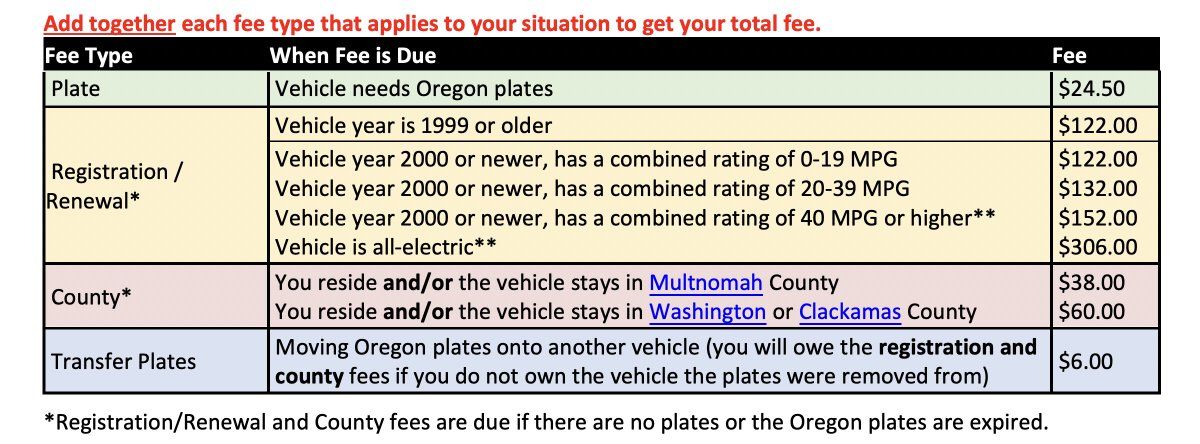 Add together each fee type that applies to your situation to get your total fee.
Fee Type When Fee is Due Fee
Plate Vehicle needs Oregon plates $24.50
Registration / Renewal*
Vehicle year is 1999 or older $122.00
Vehicle year 2000 or newer, has a combined rating of 0-19 MPG $122.00
Vehicle year 2000 or newer, has a combined rating of 20-39 MPG $132.00
Vehicle year 2000 or newer, has a combined rating of 40 MPG or higher** $152.00
Vehicle is all-electric** $306.00
County*
You reside and/or the vehicle stays in Multnomah County $38.00
You reside and/or the vehicle stays in Washington or Clackamas County $60.00
Transfer Plates
Moving Oregon plates onto another vehicle (you will owe the registration and
county fees if you do not own the vehicle the plates were removed from) $6.00
*Registration/Renewal and County fees are due if there are no plates or the Oregon plates are expired.